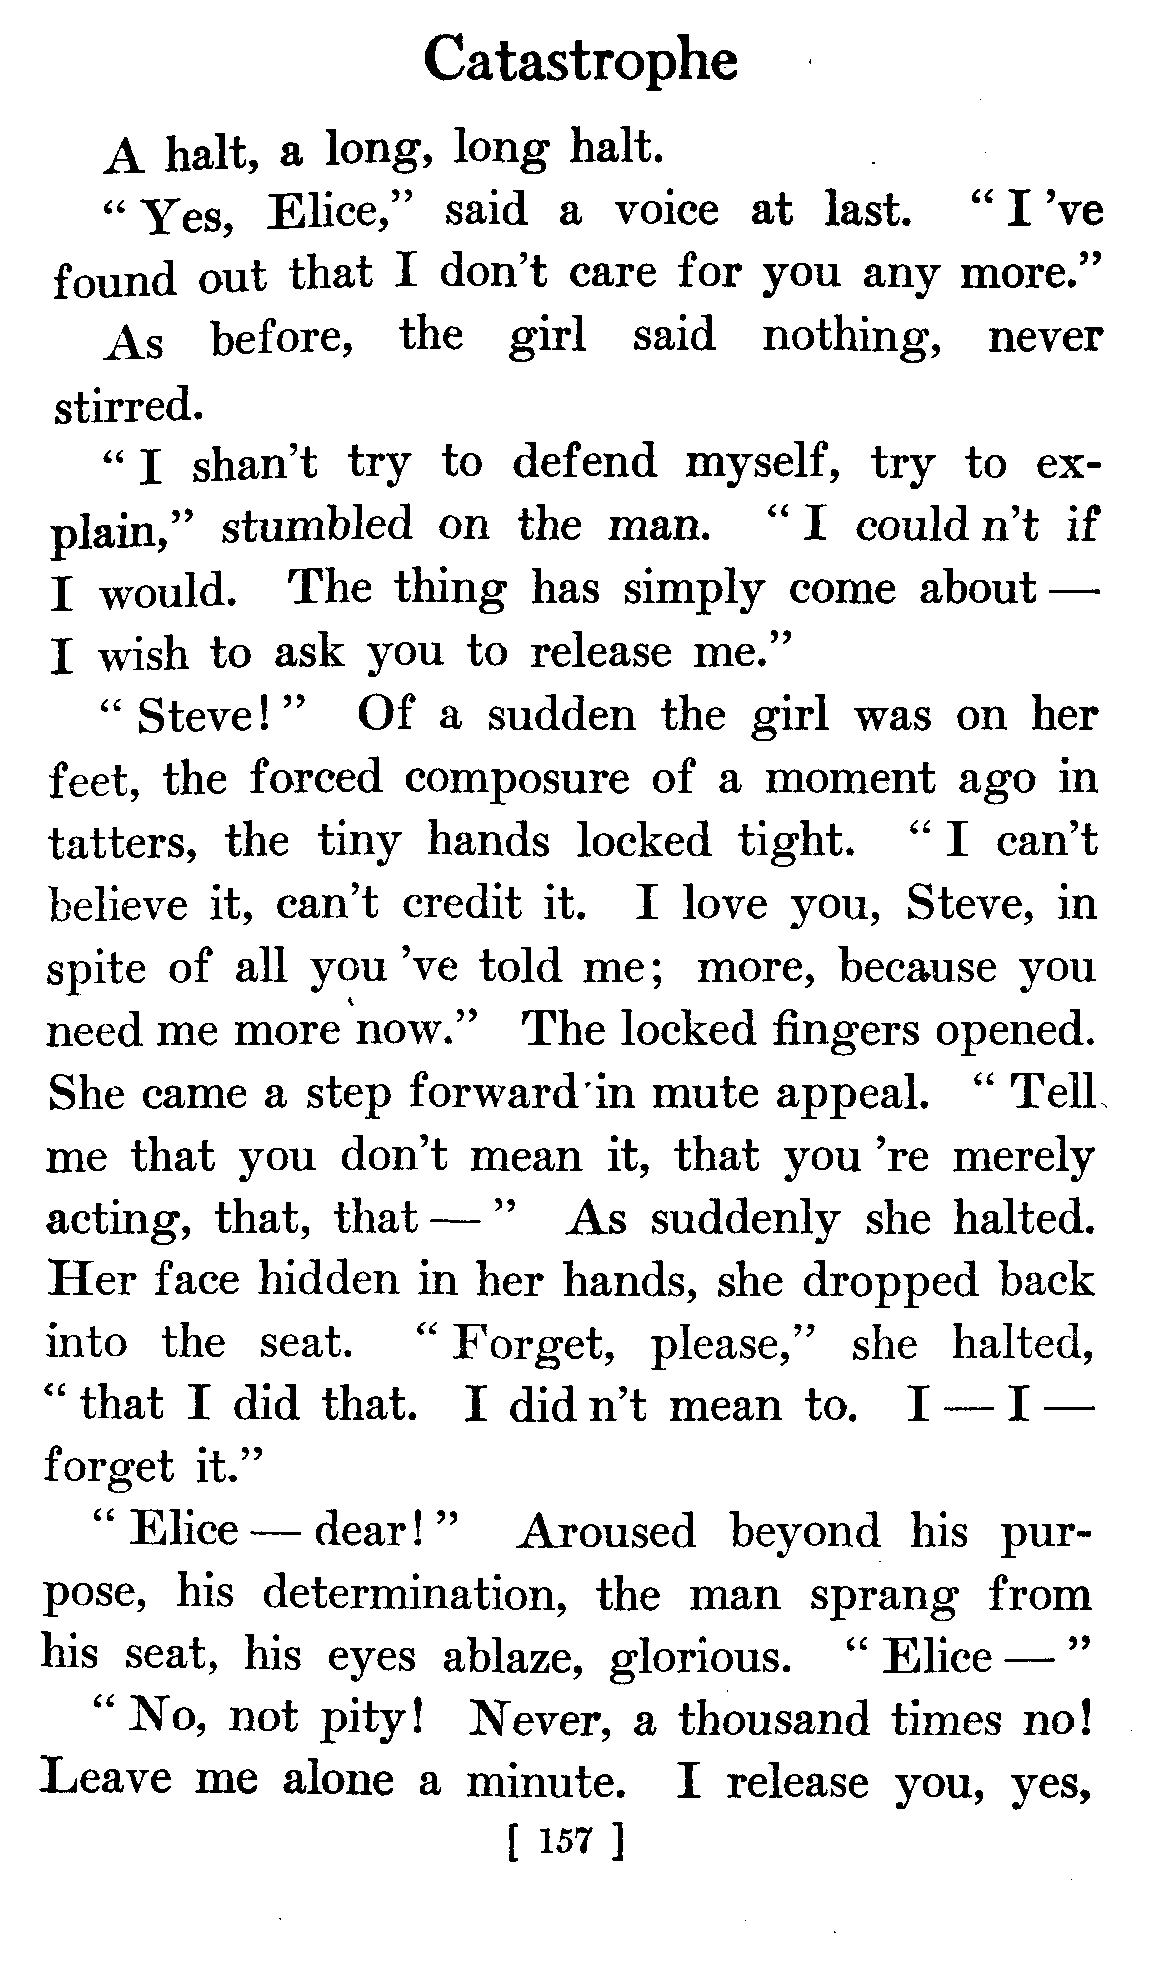 Catastrophe
A halt, a long, long halt.
“Yes, Elice,” said a voice at last. “I 've
found out that I don't care for you any more.”
As before, the girl said nothing, never
stirred.
“I shan't try to defend myself, try to ex-
plain,” stumbled on the man. “I could n't if
I would. The thing has simply come about —
I wish to ask you to release me.”
“Steve!” Of a sudden the girl was on her
feet, the forced composure of a moment ago in
tatters, the tiny hands locked tight. “I can't
believe it, can't credit it. I love you, Steve, in
spite of all you 've told me; more, because you
need me more now.” The locked fingers opened.
She came a step forward in mute appeal. “Tell
me that you don't mean it, that you 're merely
acting, that, that — ” As suddenly she halted.
Her face hidden in her hands, she dropped back
into the seat. “Forget, please,” she halted,
“that I did that. I did n't mean to. I — I —
forget it.”
“Elice — dear!” Aroused beyond his pur-
pose, his determination, the man sprang from
his seat, his eyes ablaze, glorious. “Elice — ”
“No, not pity! Never, a thousand times no!
Leave me alone a minute. I release you, yes,
[ 157 ]